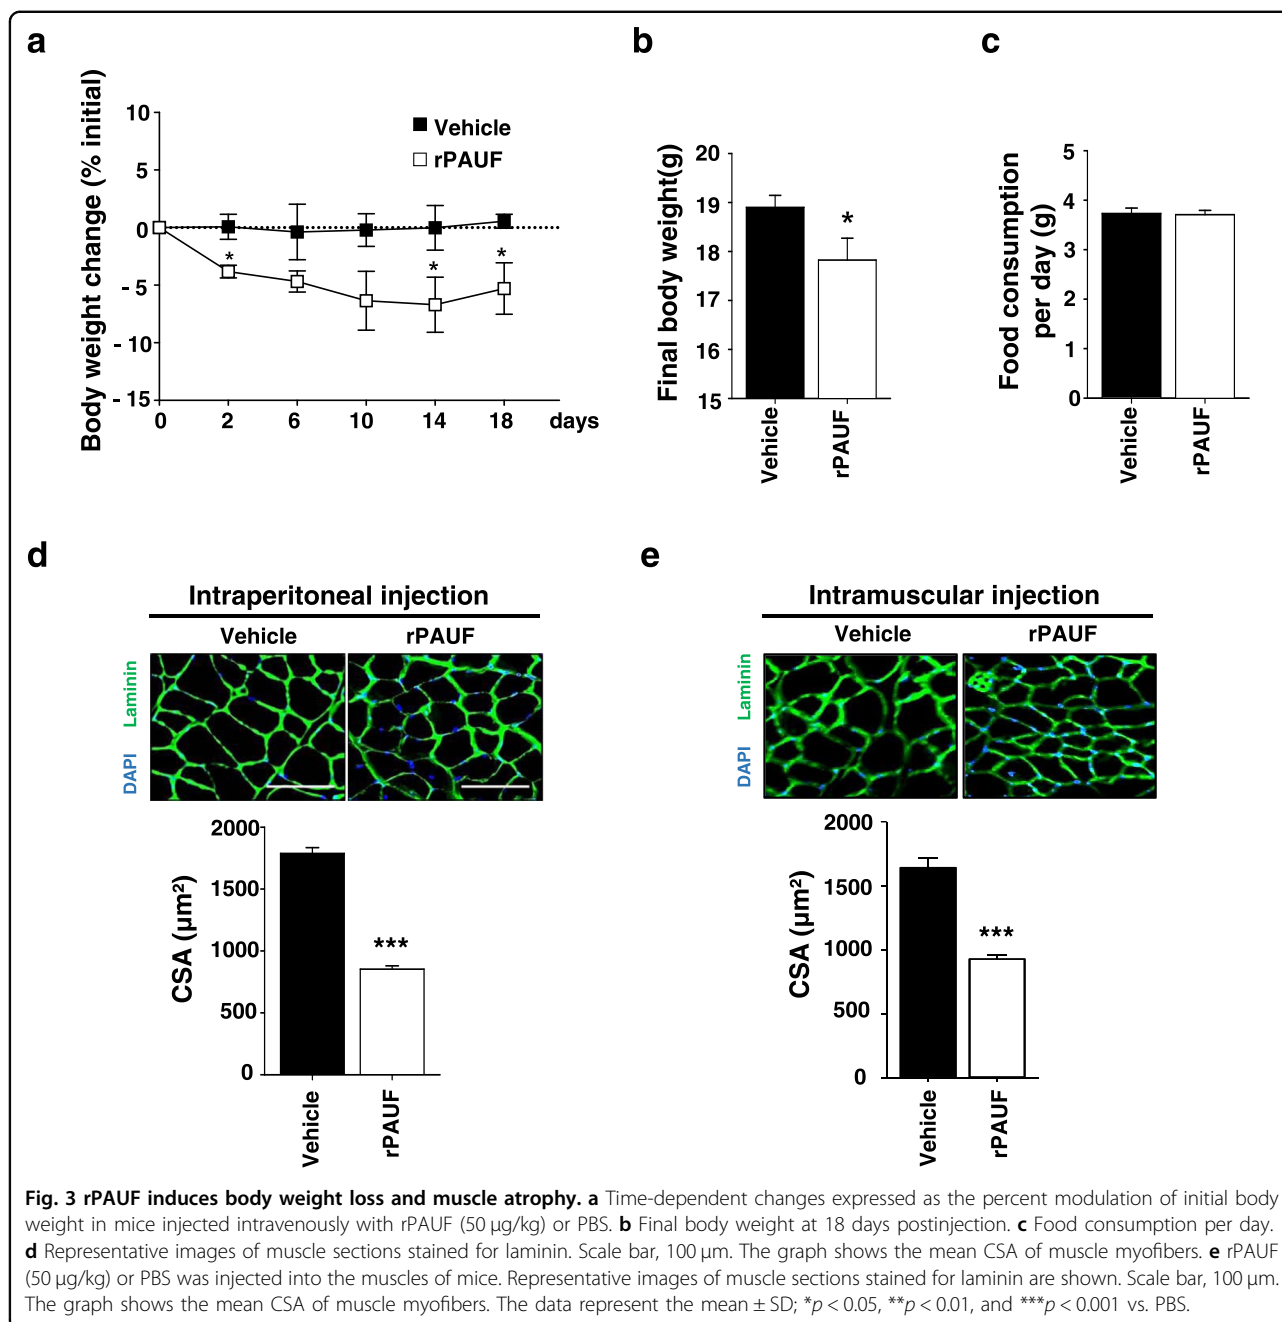 a
Body weight change (% initial)
10
5
0
- 5
- 10
- 15
Vehicle
rPAUF
*
*
*
0 2 6 10 14 18 days
b
Final body weight(g)
20
19
18
17
16
15
*
Vehicle
rPAUF
c
Food consumption
per day (g)
5
4
3
2
1
0
Vehicle
rPAUF
d
Intraperitoneal injection
Vehicle rPAUF
DAPI Laminin
CSA (µm²)
2000
1500
1000
500
0
***
Vehicle
rPAUF
e
Intramuscular injection
Vehicle rPAUF
DAPI Laminin
CSA (µm²)
2000
1500
1000
500
0
***
Vehicle
rPAUF
Fig. 3 rPAUF induces body weight loss and muscle atrophy. a Time-dependent changes expressed as the percent modulation of initial body
weight in mice injected intravenously with rPAUF (50 µg/kg) or PBS. b Final body weight at 18 days postinjection. c Food consumption per day.
d Representative images of muscle sections stained for laminin. Scale bar, 100 µm. The graph shows the mean CSA of muscle myofibers. e rPAUF
(50 µg/kg) or PBS was injected into the muscles of mice. Representative images of muscle sections stained for laminin are shown. Scale bar, 100 µm.
The graph shows the mean CSA of muscle myofibers. The data represent the mean ± SD; *p < 0.05, **p < 0.01, and ***p < 0.001 vs. PBS.